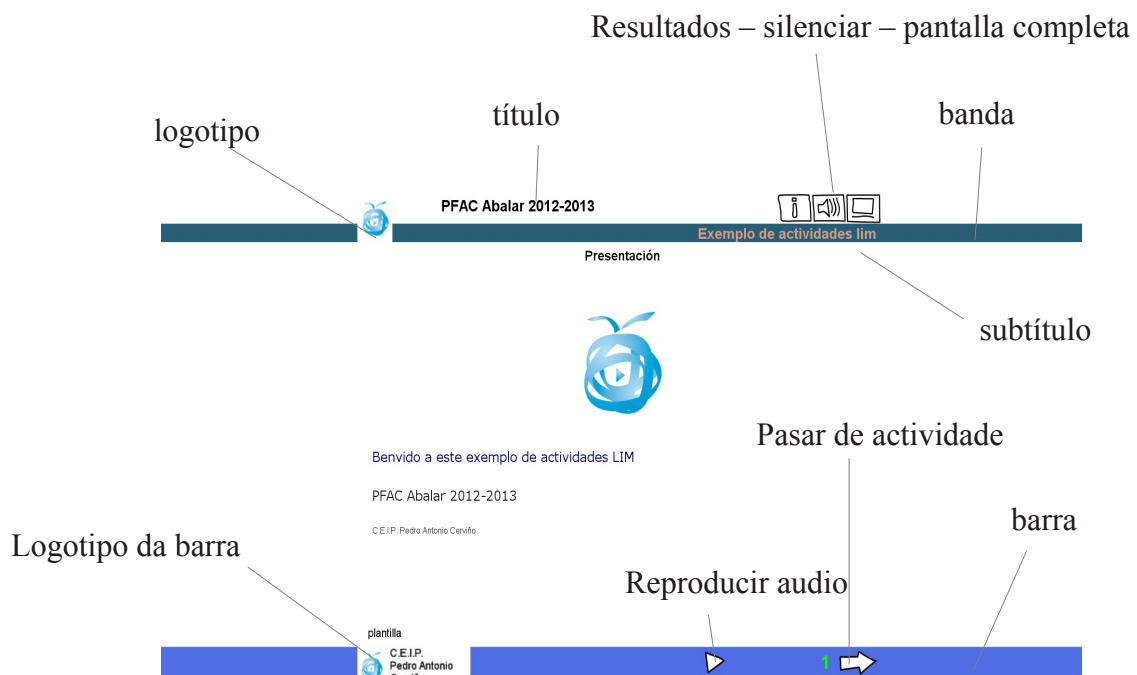 Resultados – silenciar – pantalla completa
título
banda
logotipo
PFAC Abalar 2012-2013
i
Exemplo de actividades lim
Presentación
subtítulo
Pasar de actividade
Benvido a este exemplo de actividades LIM
PFAC Abalar 2012-2013
C.E.I.P. Pedro Antonio Cerviño
barra
Logotipo da barra
Reproducir audio
plantilla
C.E.I.P.
Pedro Antonio
1